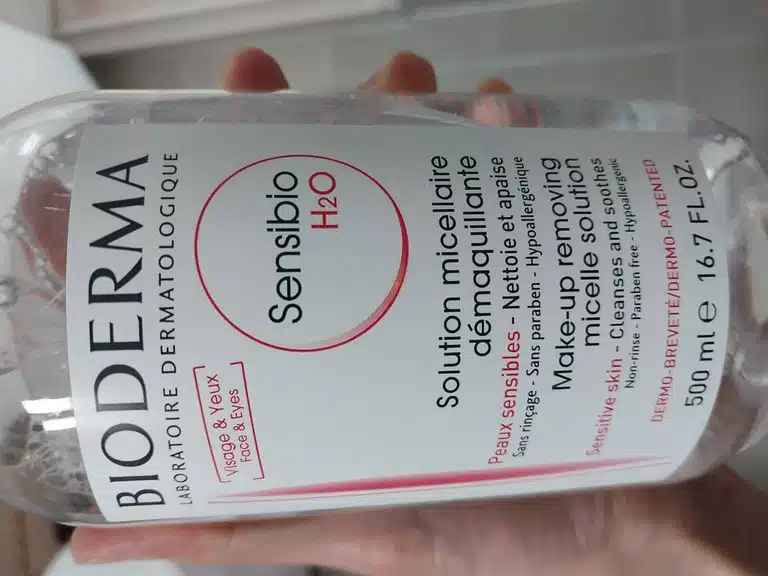 BIODERMA
LABORATOIRE DERMATOLOGIQUE
Visage & Yeux
Face & Eyes
Sensibio
H2O
Solution micellaire
démaquillante
Peaux sensibles - Nettoie et apaise
Sans rinçage - Sans paraben - Hypoallergénique
Make-up removing
micelle solution
Sensitive skin - Cleanses and soothes
Non-rinse - Paraben free - Hypoallergenic
DERMO-BREVETÉ/DERMO-PATENTED
500 ml e 16.7 FL.OZ.